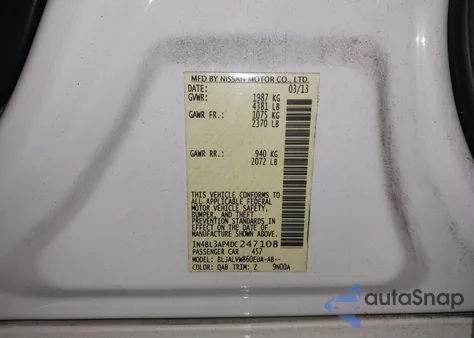 MFD BY NISSAN MOTOR CO., LTD.
DATE: 03/13
GVWR: 1987 KG
4381 LB
GAWR FR.: 1075 KG
2370 LB
GAWR RR.: 940 KG
2072 LB
THIS VEHICLE CONFORMS TO
ALL APPLICABLE FEDERAL
MOTOR VEHICLE SAFETY,
BUMPER, AND THEFT
PREVENTION STANDARDS IN
EFFECT ON THE DATE OF
MANUFACTURE SHOWN ABOVE.
1N4BL3AP4DC247108
PASSENGER CAR 457
MODEL: BL3ALVW860EUA-AB--
COLOR: QAB TRIM: Z 9N00A
autoSnap